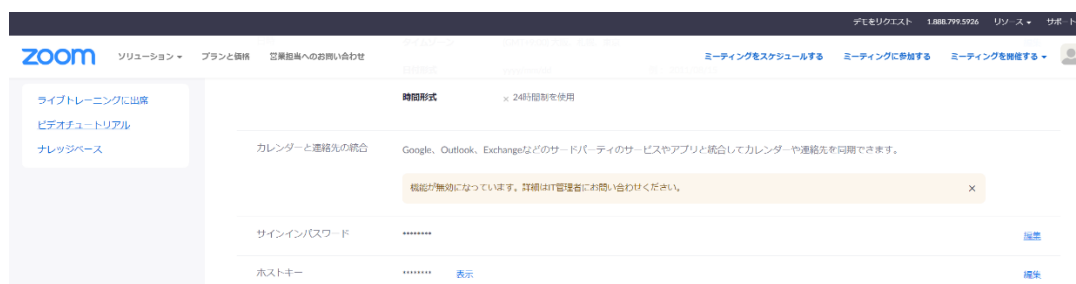 デモをリクエスト 1.888.799.5926 リソース サポート
zoom ソリューション プランと価格 営業担当へのお問い合わせ ミーティングをスケジュールする ミーティングに参加する ミーティングを開催する
ライブトレーニングに出席
ビデオチュートリアル
ナレッジベース
時間形式 × 24時間制を使用
カレンダーと連絡先の統合 Google、Outlook、Exchangeなどのサードパーティのサービスやアプリと統合してカレンダーや連絡先を同期できます。
機能が無効になっています。詳細はIT管理者にお問い合わせください。 ×
サインインパスワード ******** 編集
ホストキー ******** 表示 編集